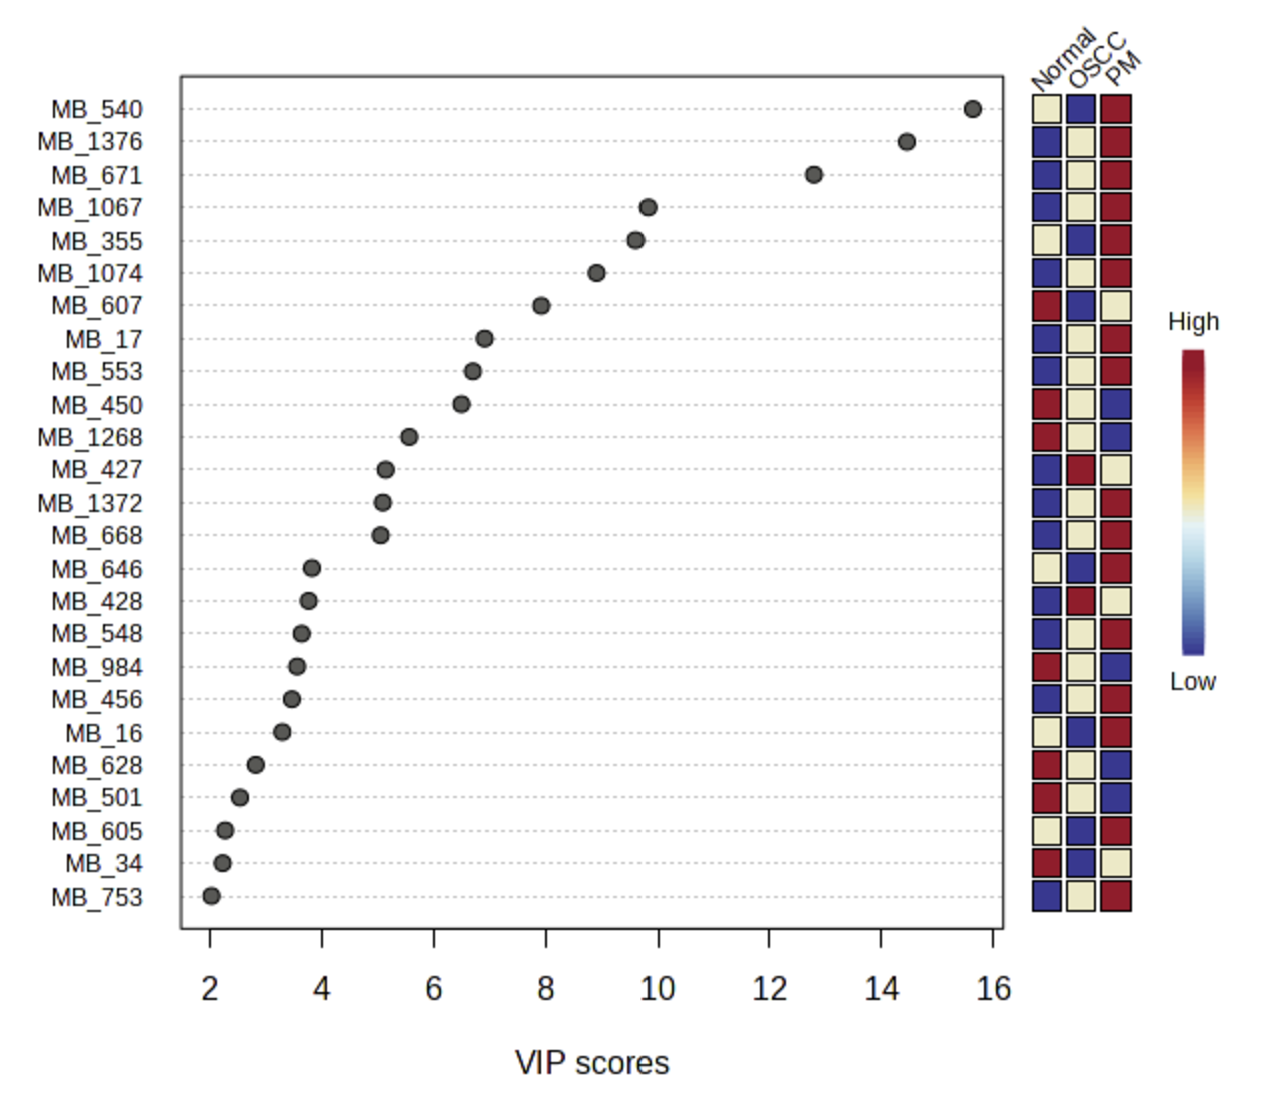 Normal
OSCC
PM
MB_540
MB_1376
MB_671
MB_1067
MB_355
MB_1074
MB_607
MB_17
MB_553
MB_450
MB_1268
MB_427
MB_1372
MB_668
MB_646
MB_428
MB_548
MB_984
MB_456
MB_16
MB_628
MB_501
MB_605
MB_34
MB_753
High
Low
2 4 6 8 10 12 14 16
VIP scores